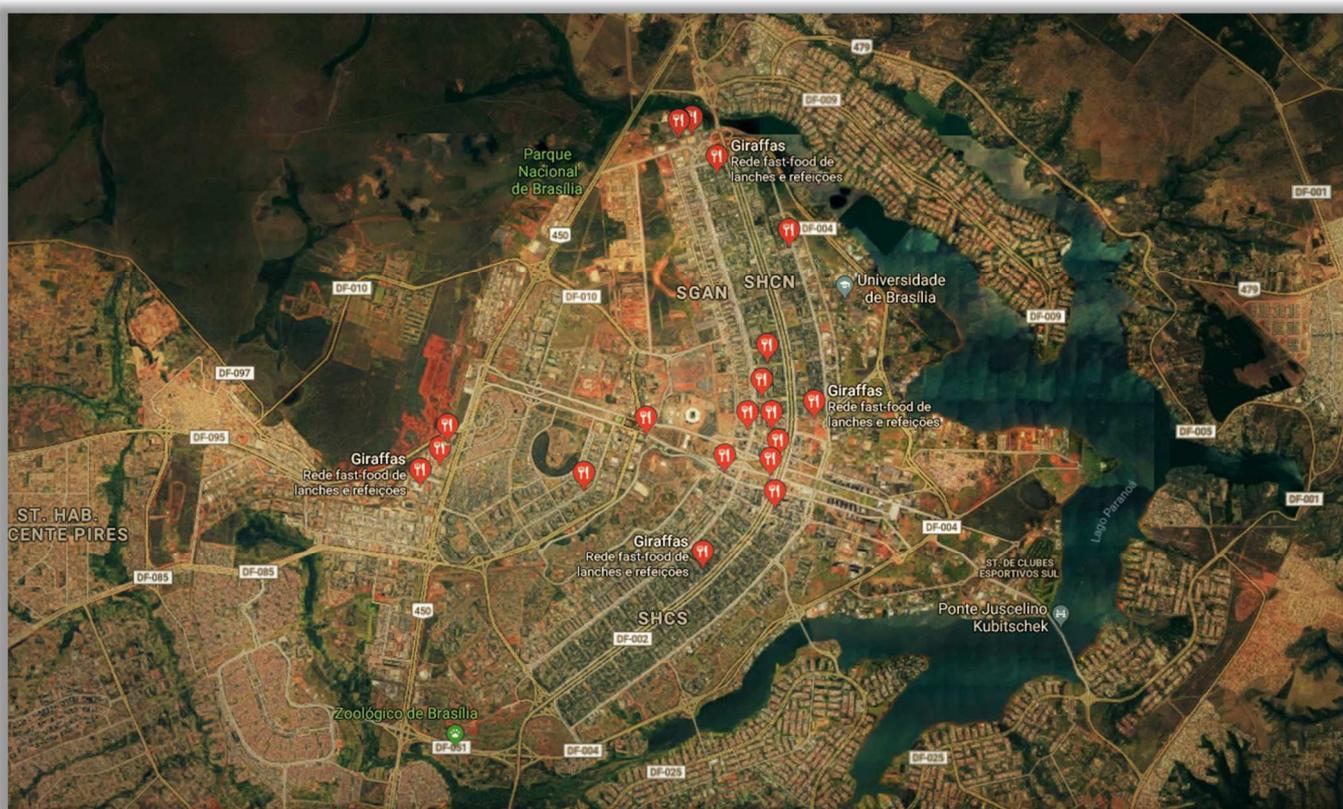 479
DF-009
Giraffas
Rede fast-food de
lanches e refeições
Parque
Nacional
de Brasília
DF-001
450
DF-004
SHCN
SGAN
Universidade
de Brasília
DF-010
DF-010
479
DF-009
DF-097
Giraffas
Rede fast-food de
lanches e refeições
DF-095
DF-005
Giraffas
Rede fast-food de
lanches e refeições
DF-001
Lago Paranoá
ST. HAB.
CENTE PIRES
DF-004
Giraffas
Rede fast-food de
lanches e refeições
ST. DE CLUBES
ESPORTIVOS SUL
DF-085
DF-085
450
SHCS
DF-002
Ponte Juscelino
Kubitschek
Zoológico de Brasília
DF-051
DF-004
DF-025
DF-025